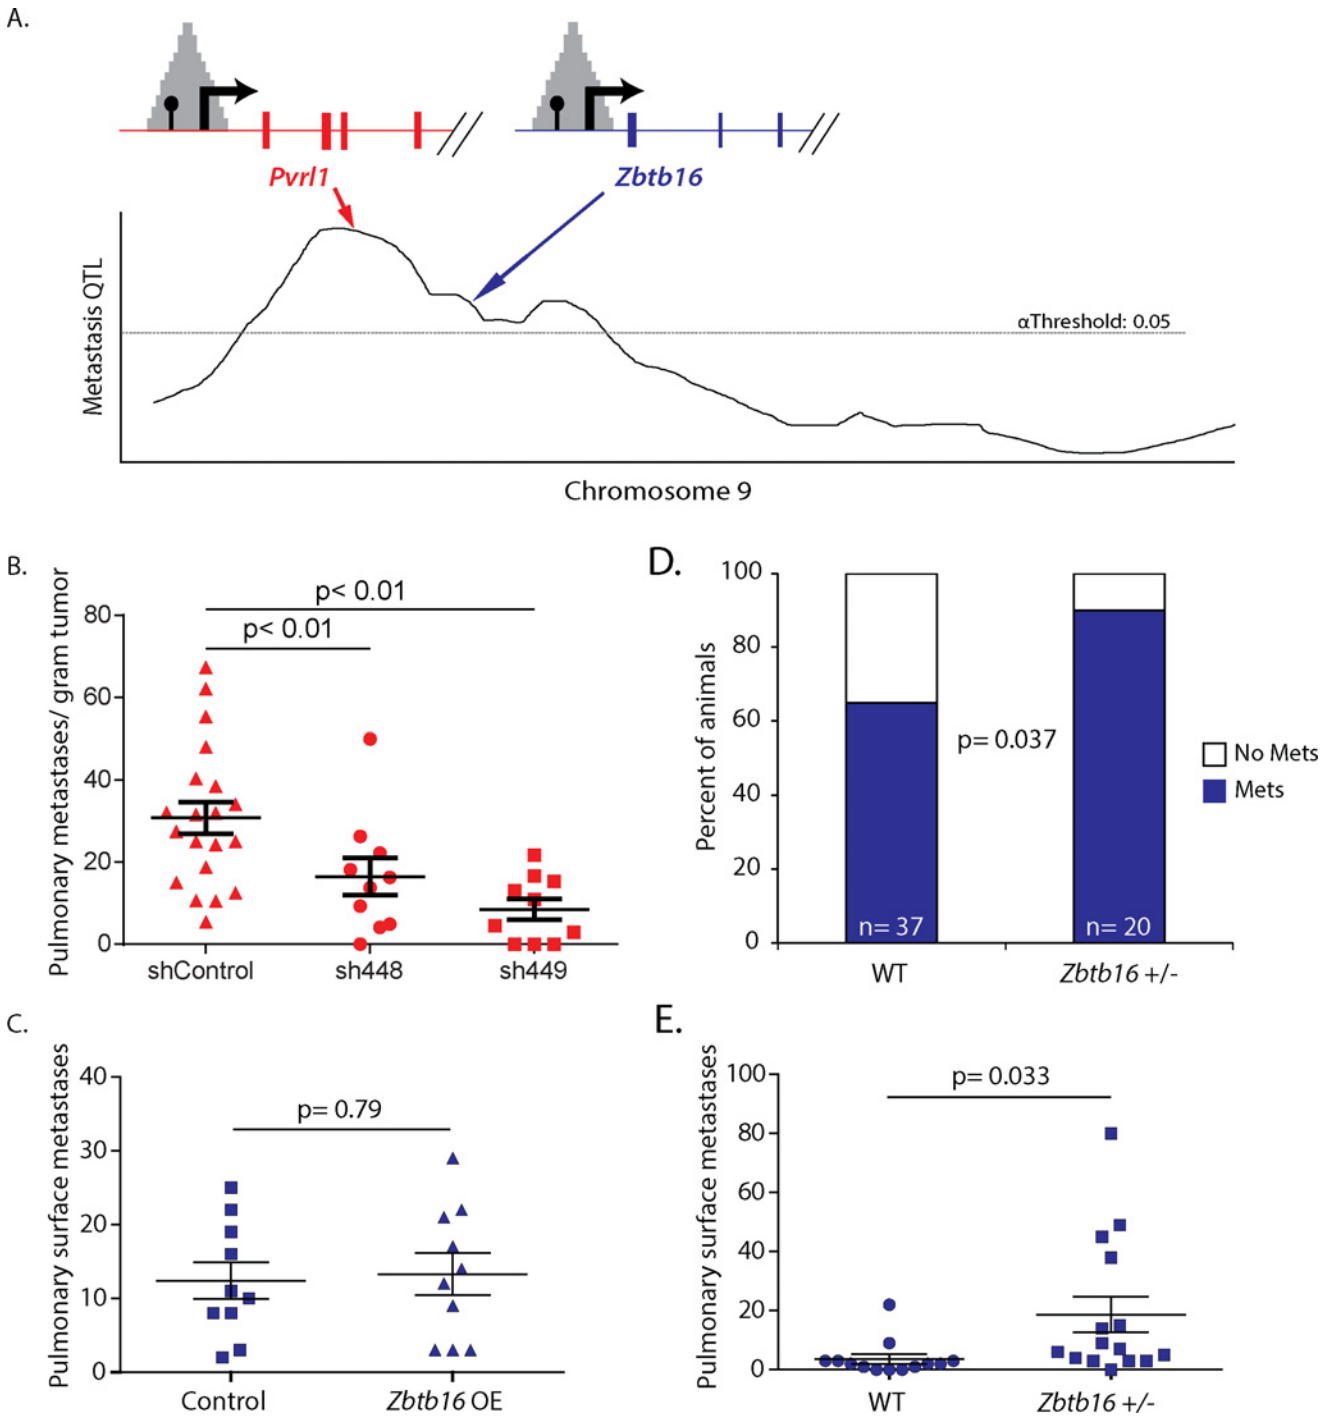 A.
Pvrl1
Zbtb16
Metastasis QTL
αThreshold: 0.05
Chromosome 9
B.
Pulmonary metastases/ gram tumor
80
60
40
20
0
p< 0.01
p< 0.01
shControl
sh448
sh449
D.
Percent of animals
100
80
60
40
20
0
p= 0.037
n= 37
n= 20
WT
Zbtb16 +/-
No Mets
Mets
C.
Pulmonary surface metastases
40
30
20
10
0
p= 0.79
Control
Zbtb16 OE
E.
Pulmonary surface metastases
100
80
60
40
20
0
p= 0.033
WT
Zbtb16 +/-